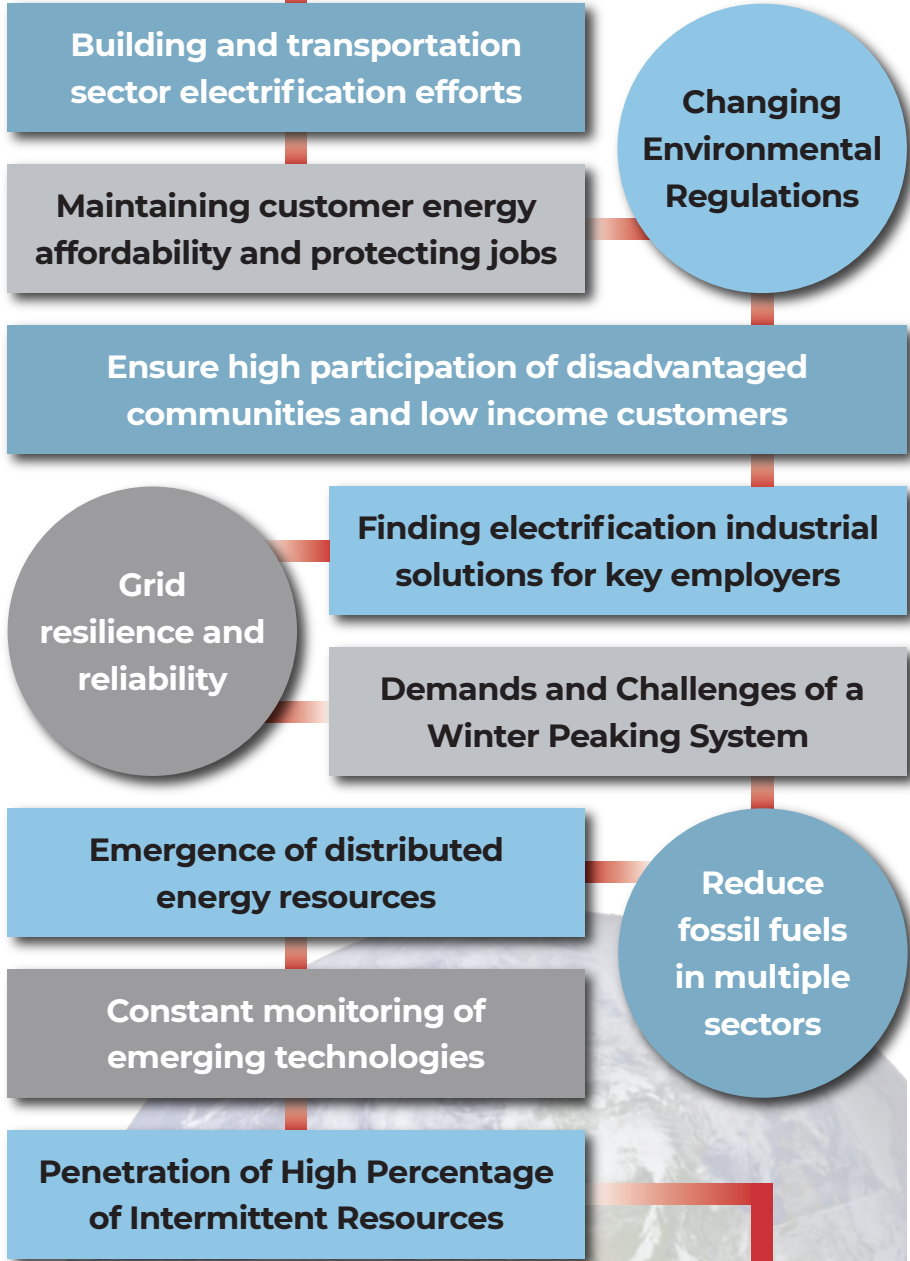 Building and transportation
sector electrification efforts
Changing
Environmental
Regulations
Maintaining customer energy
affordability and protecting jobs
Ensure high participation of disadvantaged
communities and low income customers
Finding electrification industrial
solutions for key employers
Grid
resilience and
reliability
Demands and Challenges of a
Winter Peaking System
Emergence of distributed
energy resources
Reduce
fossil fuels
in multiple
sectors
Constant monitoring of
emerging technologies
Penetration of High Percentage
of Intermittent Resources